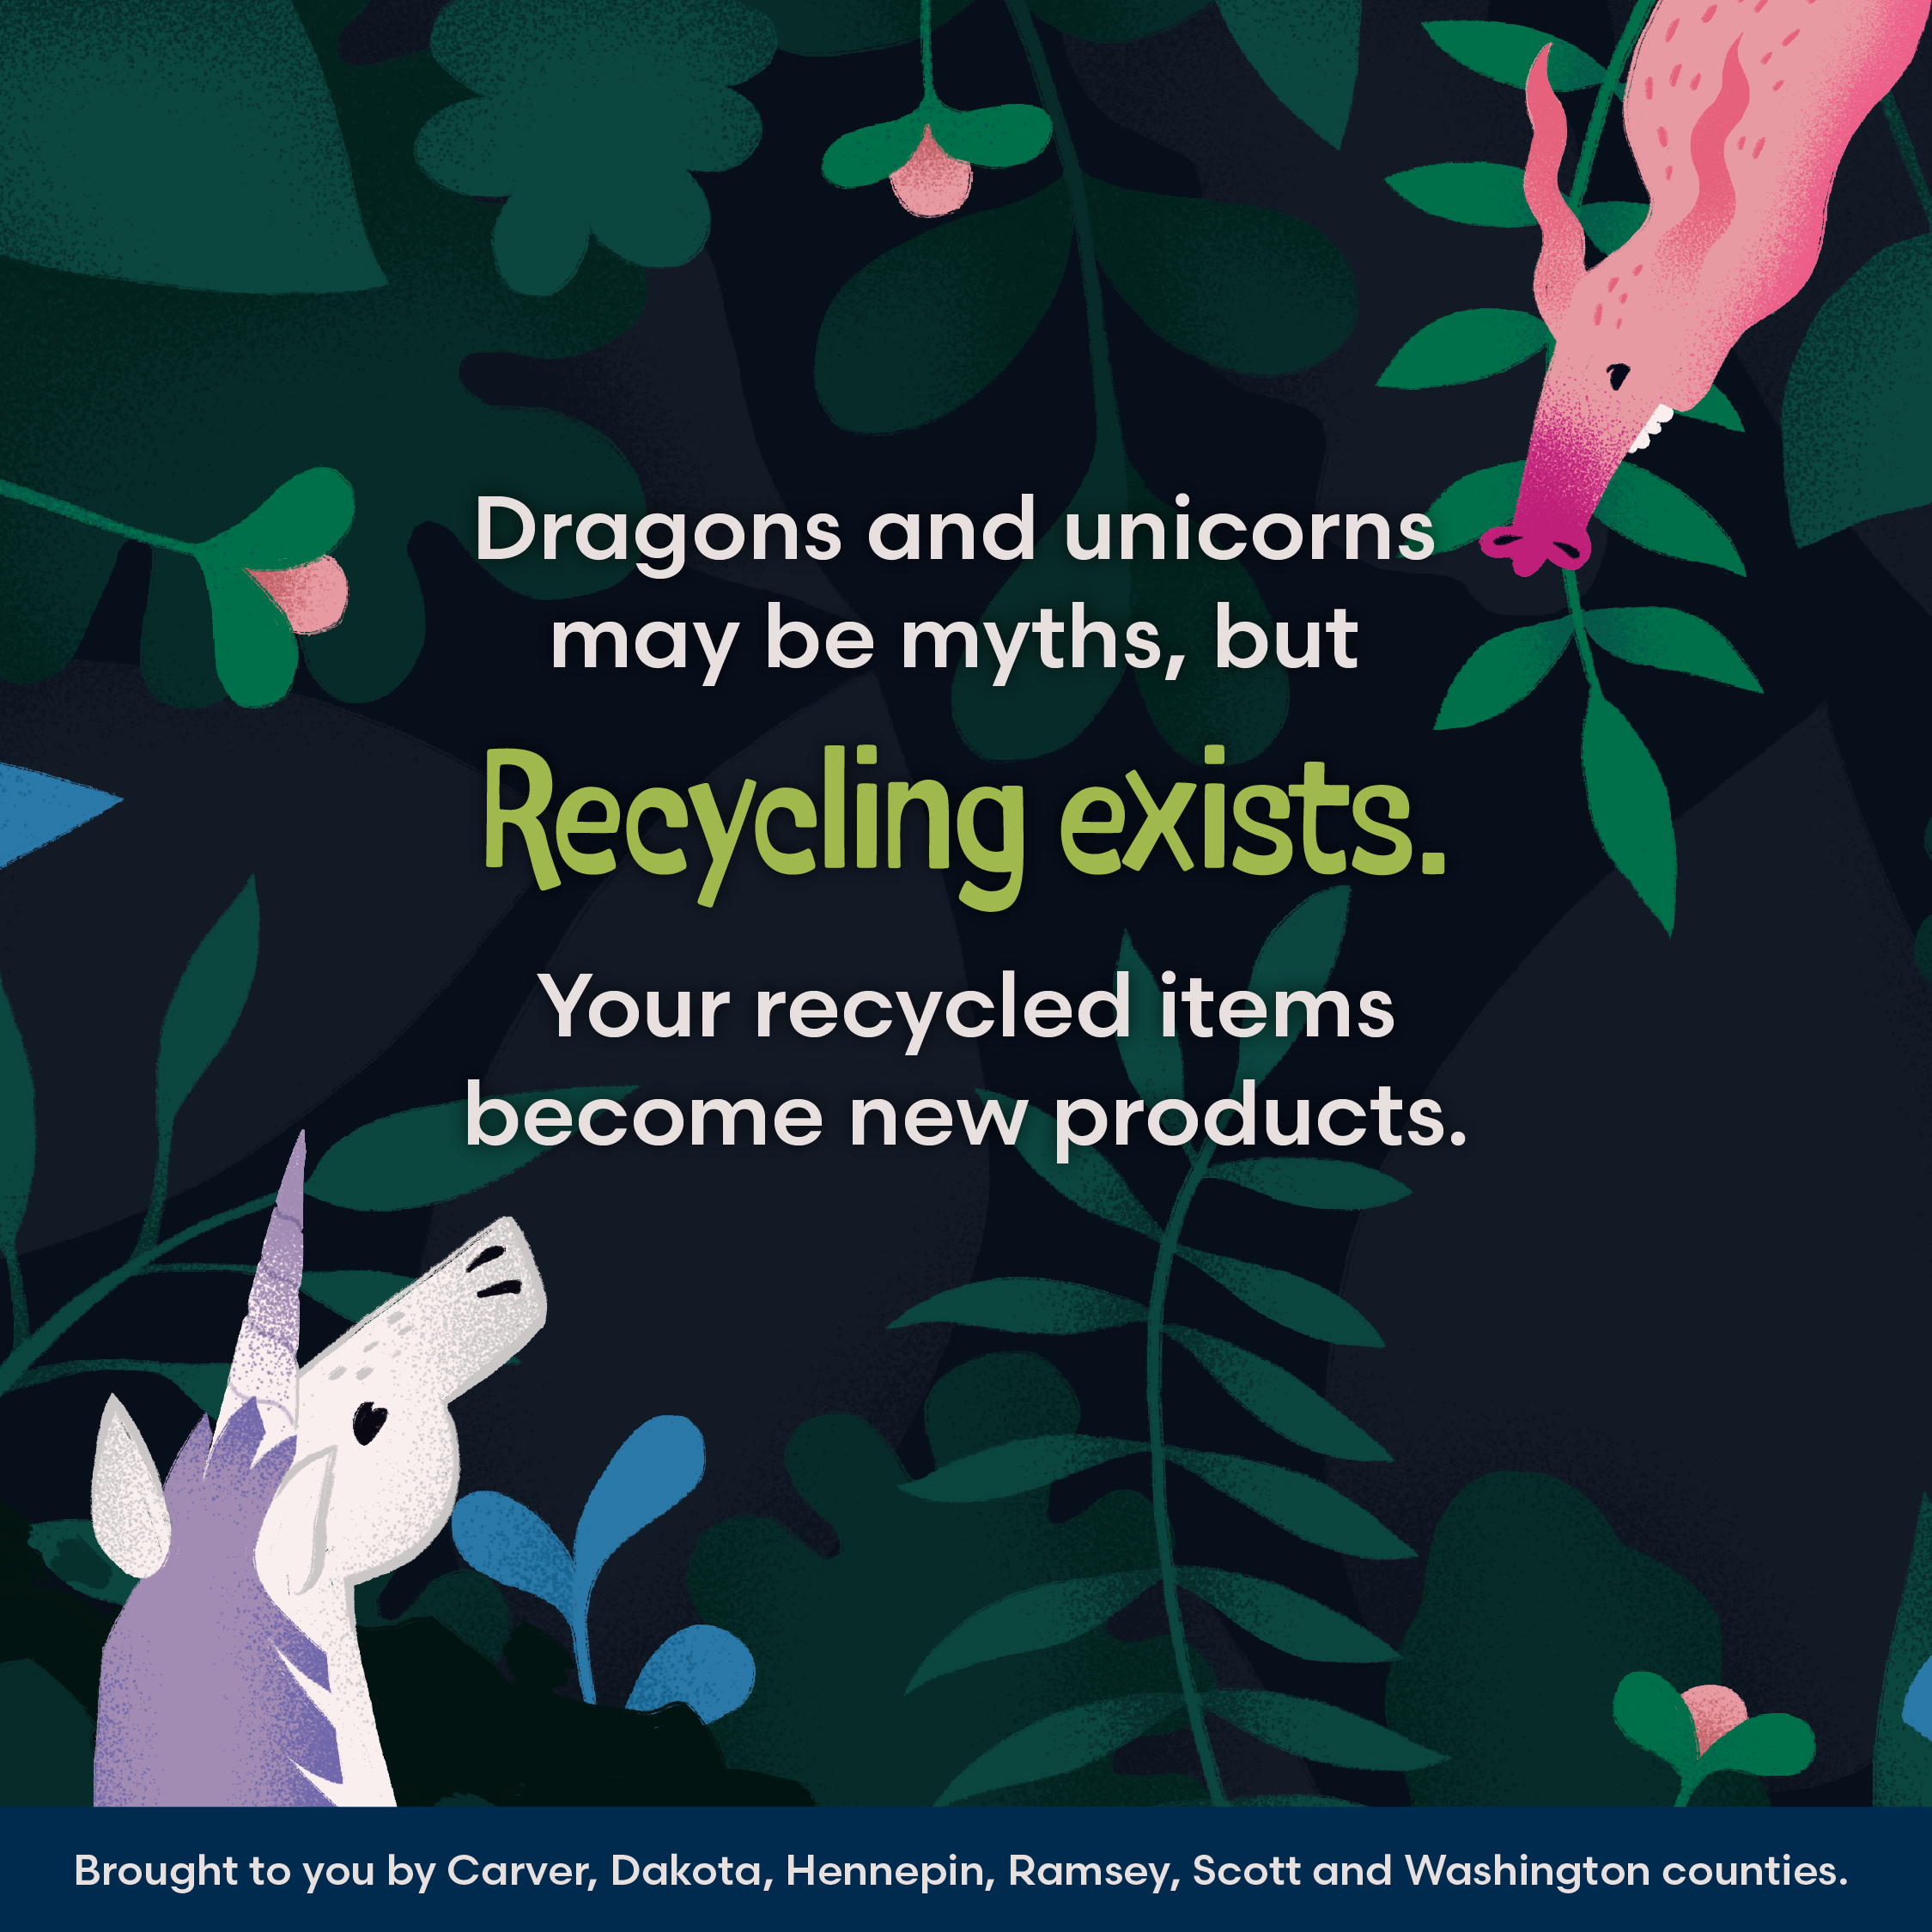 Dragons and unicorns
may be myths, but
Recycling exists.
Your recycled items
become new products.
Brought to you by Carver, Dakota, Hennepin, Ramsey, Scott and Washington counties.